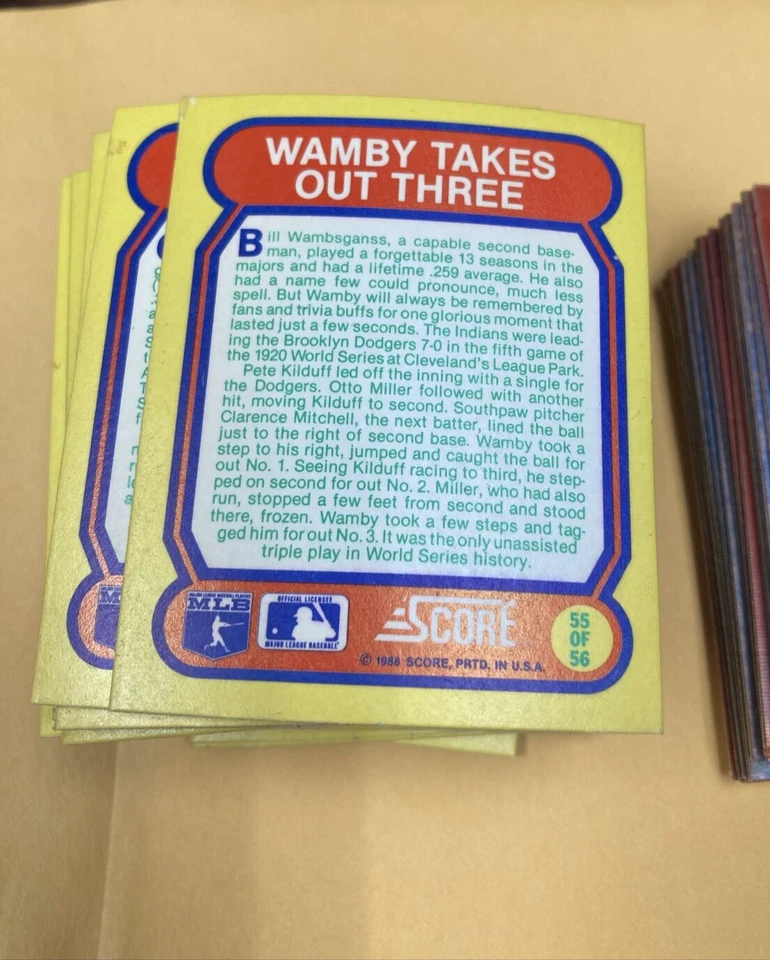 WAMBY TAKES
OUT THREE
Bill Wambsganss, a capable second base-
man, played a forgettable 13 seasons in the
majors and had a lifetime .259 average. He also
had a name few could pronounce, much less
spell. But Wamby will always be remembered by
fans and trivia buffs for one glorious moment that
lasted just a few seconds. The Indians were lead-
ing the Brooklyn Dodgers 7-0 in the fifth game of
the 1920 World Series at Cleveland's League Park.
Pete Kilduff led off the inning with a single for
the Dodgers. Otto Miller followed with another
hit, moving Kilduff to second. Southpaw pitcher
Clarence Mitchell, the next batter, lined the ball
just to the right of second base. Wamby took a
step to his right, jumped and caught the ball for
out No. 1. Seeing Kilduff racing to third, he step-
ped on second for out No. 2. Miller, who had also
run, stopped a few feet from second and stood
there, frozen. Wamby took a few steps and tag-
ged him for out No. 3. It was the only unassisted
triple play in World Series history.
MAJOR LEAGUE BASEBALL PLAYERS
MLB
OFFICIAL LICENSEE
MAJOR LEAGUE BASEBALL
SCORE
© 1988 SCORE, PRTD. IN U.S.A.
55
OF
56